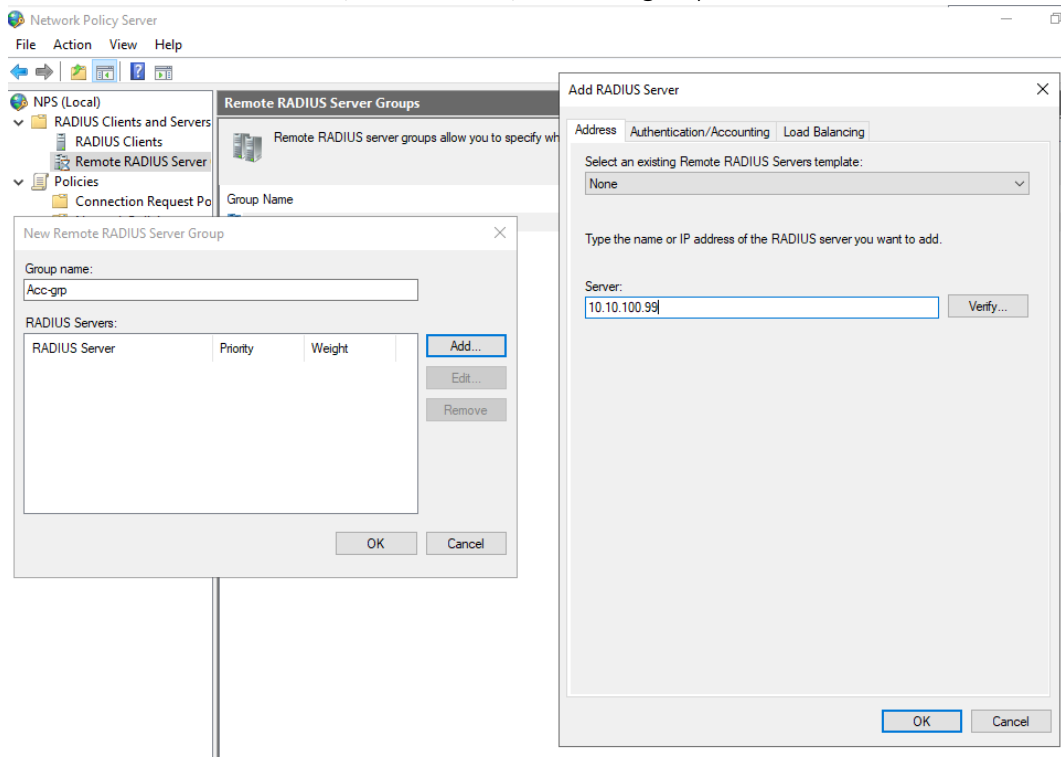 Network Policy Server
File Action View Help
NPS (Local)
RADIUS Clients and Servers
RADIUS Clients
Remote RADIUS Server
Policies
Connection Request Po
Remote RADIUS Server Groups
Remote RADIUS server groups allow you to specify wh
Group Name
New Remote RADIUS Server Group
Group name:
Acc-grp
RADIUS Servers:
RADIUS Server Priority Weight
Add...
Edit...
Remove
OK Cancel
Add RADIUS Server
Address Authentication/Accounting Load Balancing
Select an existing Remote RADIUS Servers template:
None
Type the name or IP address of the RADIUS server you want to add.
Server:
10.10.100.99
Verify...
OK Cancel